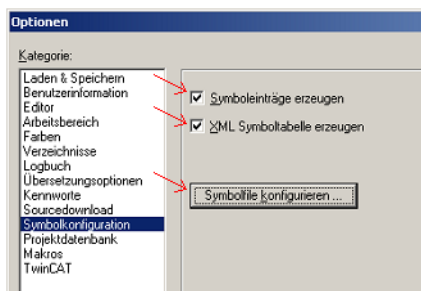 Optionen
Kategorie:
Laden & Speichern
Benutzerinformation
Editor
Arbeitsbereich
Farben
Verzeichnisse
Logbuch
Übersetzungsoptionen
Kennworte
Sourcedownload
Symbolkonfiguration
Projektdatenbank
Makros
TwinCAT
Symboleinträge erzeugen
XML Symboltabelle erzeugen
Symbolfile konfigurieren ...